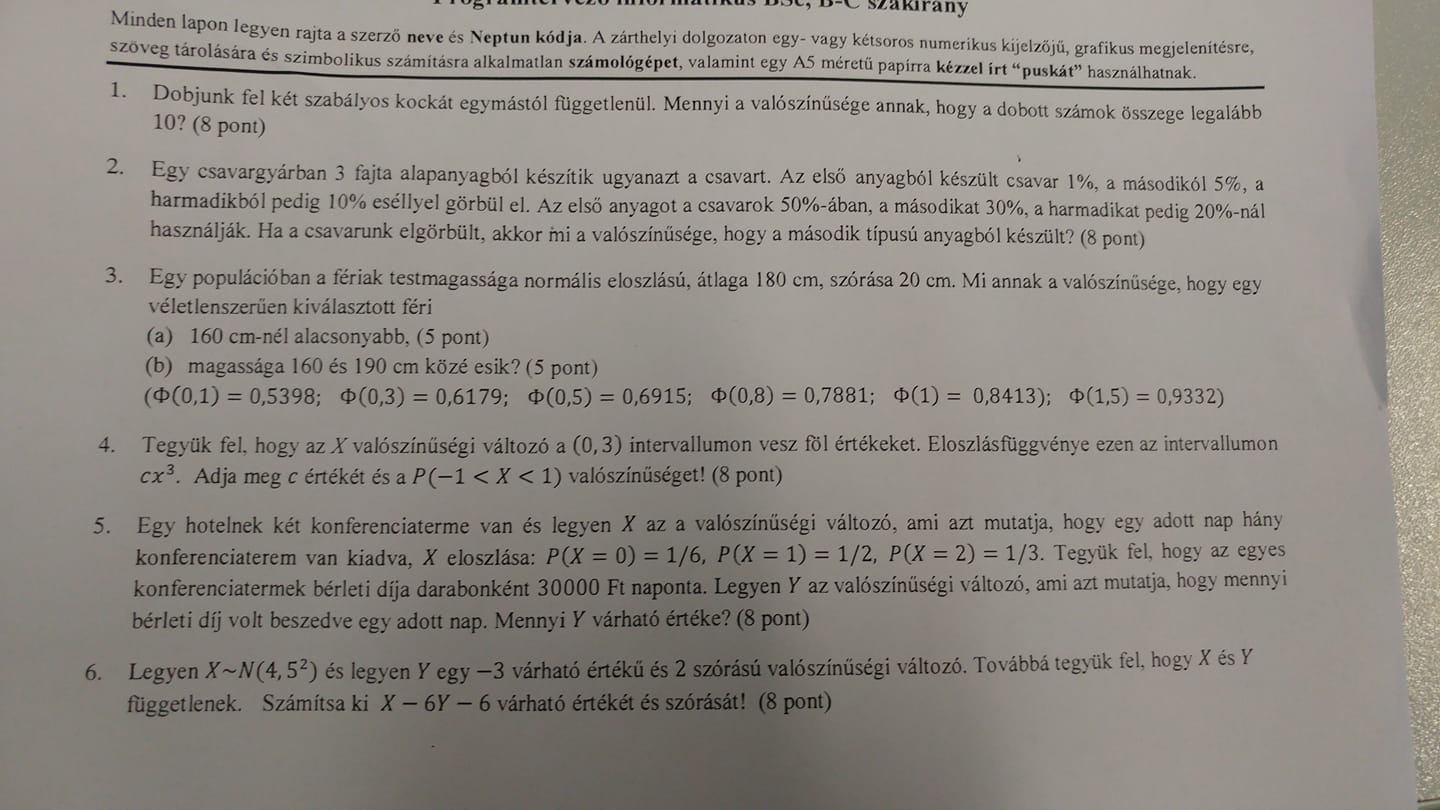 Programtervező informatikus BSc, B-C szakirány
Minden lapon legyen rajta a szerző neve és Neptun kódja. A zárthelyi dolgozaton egy- vagy kétsoros numerikus kijelzőjű, grafikus megjelenítésre,
szöveg tárolására és szimbolikus számításra alkalmatlan számológépet, valamint egy A5 méretű papírra kézzel írt “puskát” használhatnak.
1. Dobjunk fel két szabályos kockát egymástól függetlenül. Mennyi a valószínűsége annak, hogy a dobott számok összege legalább
10? (8 pont)
2. Egy csavargyárban 3 fajta alapanyagból készítik ugyanazt a csavart. Az első anyagból készült csavar 1%, a másodikól 5%, a
harmadikból pedig 10% eséllyel görbül el. Az első anyagot a csavarok 50%-ában, a másodikat 30%, a harmadikat pedig 20%-nál
használják. Ha a csavarunk elgörbült, akkor mi a valószínűsége, hogy a második típusú anyagból készült? (8 pont)
3. Egy populációban a fériak testmagassága normális eloszlású, átlaga 180 cm, szórása 20 cm. Mi annak a valószínűsége, hogy egy
véletlenszerűen kiválasztott féri
(a) 160 cm-nél alacsonyabb, (5 pont)
(b) magassága 160 és 190 cm közé esik? (5 pont)
(Φ(0,1) = 0,5398; Φ(0,3) = 0,6179; Φ(0,5) = 0,6915; Φ(0,8) = 0,7881; Φ(1) = 0,8413); Φ(1,5) = 0,9332)
4. Tegyük fel, hogy az X valószínűségi változó a (0, 3) intervallumon vesz föl értékeket. Eloszlásfüggvénye ezen az intervallumon
cx³. Adja meg c értékét és a P(−1 < X < 1) valószínűséget! (8 pont)
5. Egy hotelnek két konferenciaterme van és legyen X az a valószínűségi változó, ami azt mutatja, hogy egy adott nap hány
konferenciaterem van kiadva, X eloszlása: P(X = 0) = 1/6, P(X = 1) = 1/2, P(X = 2) = 1/3. Tegyük fel, hogy az egyes
konferenciatermek bérleti díja darabonként 30000 Ft naponta. Legyen Y az valószínűségi változó, ami azt mutatja, hogy mennyi
bérleti díj volt beszedve egy adott nap. Mennyi Y várható értéke? (8 pont)
6. Legyen X~N(4, 5²) és legyen Y egy −3 várható értékű és 2 szórású valószínűségi változó. Továbbá tegyük fel, hogy X és Y
függetlenek. Számítsa ki X − 6Y − 6 várható értékét és szórását! (8 pont)